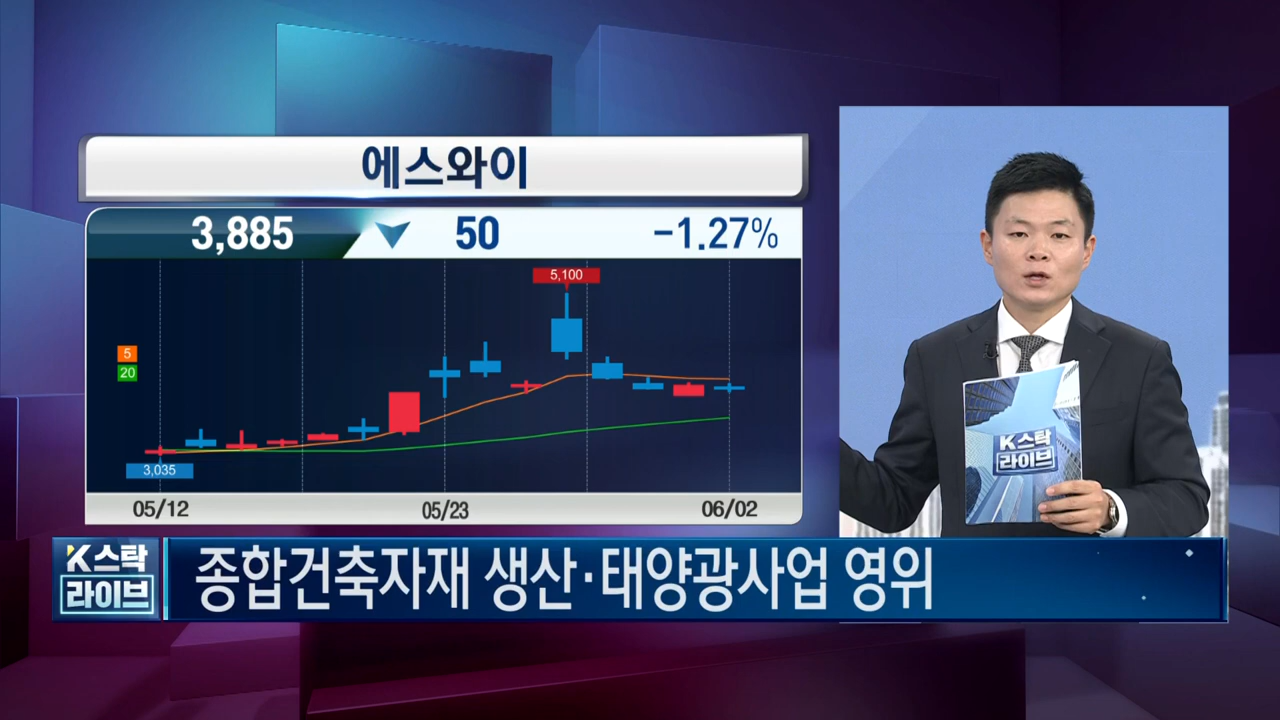 에스와이
3,885 50 -1.27%
5,100
5
20
3,035
05/12 05/23 06/02
K스탁
라이브
K스탁
라이브
종합건축자재 생산·태양광사업 영위